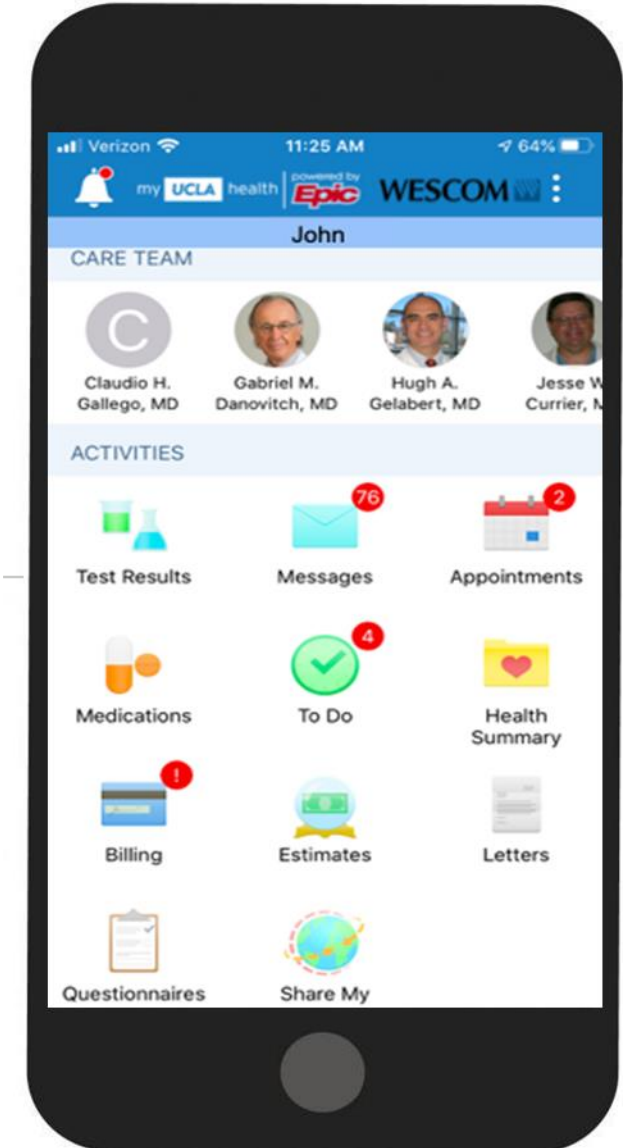 Verizon 11:25 AM 64%
my UCLA health powered by Epic WESCOM
John
CARE TEAM
C
Claudio H. Gabriel M. Hugh A. Jesse W
Gallego, MD Danovitch, MD Gelabert, MD Currier, M
ACTIVITIES
76 2
Test Results Messages Appointments
4
Medications To Do Health
Summary
!
Billing Estimates Letters
Questionnaires Share My